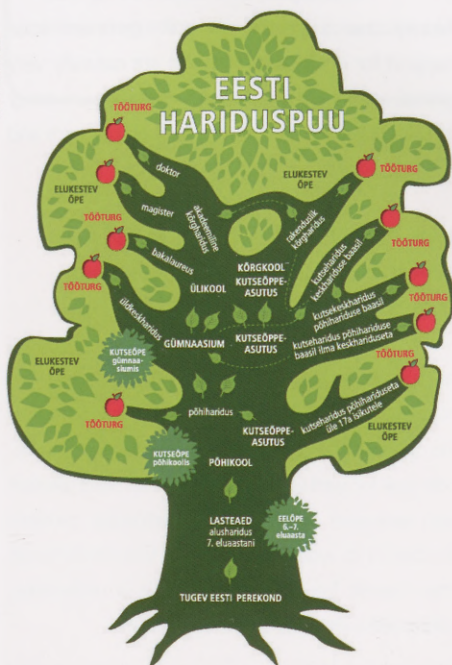 EESTI
HARIDUSPUU
TÖÖTURG
doktor
ELUKESTEV
ÕPE
magister
akadeemiline
kõrgharidus
TÖÖTURG
bakalaureus
TÖÖTURG
üldkeskharidus
ELUKESTEV
ÕPE
TÖÖTURG
rakenduslik
kõrgharidus
TÖÖTURG
kutseharidus
keskhariduse baasil
KÕRGKOOL
KUTSEÕPPE-
ASUTUS
ÜLIKOOL
TÖÖTURG
kutsekeskharidus
põhihariduse baasil
TÖÖTURG
kutseharidus põhihariduse
baasil ilma keskhariduseta
GÜMNAASIUM
KUTSEÕPPE-
ASUTUS
KUTSEÕPE
gümnaa-
siumis
ELUKESTEV
ÕPE
TÖÖTURG
põhiharidus
TÖÖTURG
kutseharidus põhihariduseta
üle 17a isikutele
ELUKESTEV
ÕPE
KUTSEÕPPE-
ASUTUS
KUTSEÕPE
põhikoolis
PÕHIKOOL
LASTEAED
alusharidus
7. eluaastani
EELÕPE
6.–7.
eluaasta
TUGEV EESTI PEREKOND